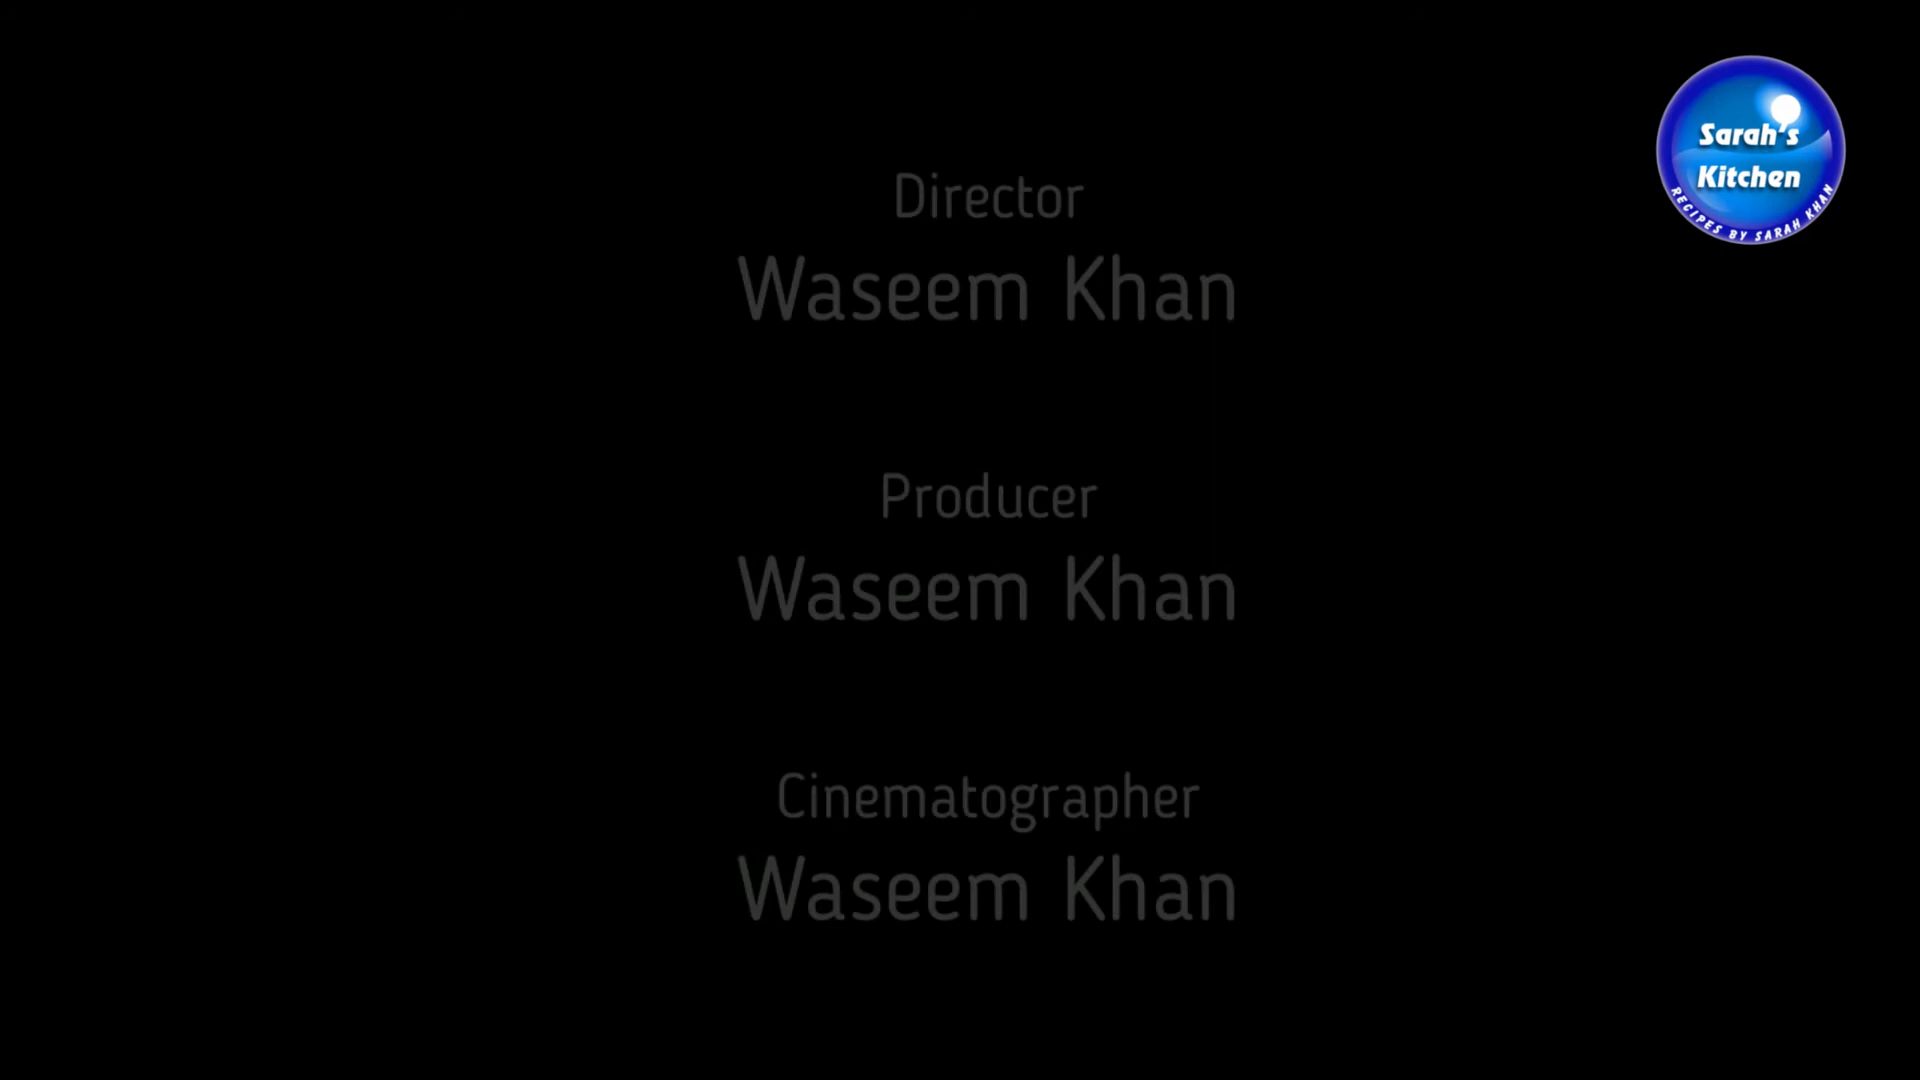 Sarah's
Kitchen
RECIPES BY SARAH KHAN
Director
Waseem Khan
Producer
Waseem Khan
Cinematographer
Waseem Khan